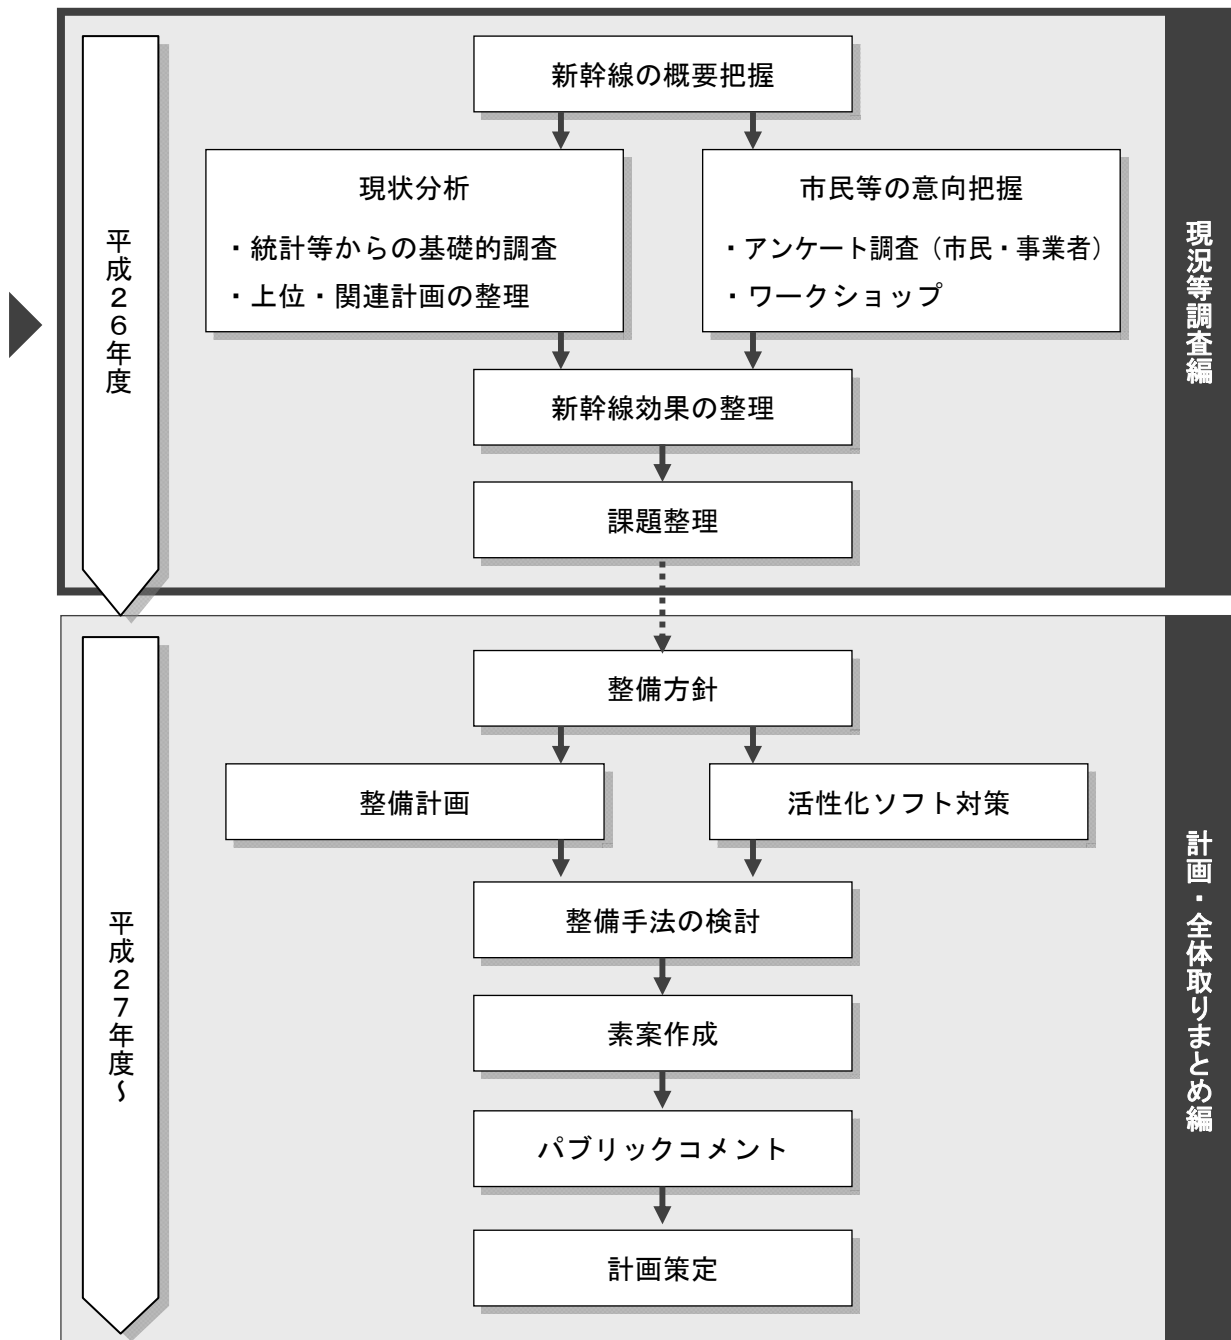 平成２６年度
新幹線の概要把握
現状分析
・統計等からの基礎的調査
・上位・関連計画の整理
市民等の意向把握
・アンケート調査（市民・事業者）
・ワークショップ
新幹線効果の整理
課題整理
現況等調査編
平成２７年度～
整備方針
整備計画
活性化ソフト対策
整備手法の検討
素案作成
パブリックコメント
計画策定
計画・全体取りまとめ編